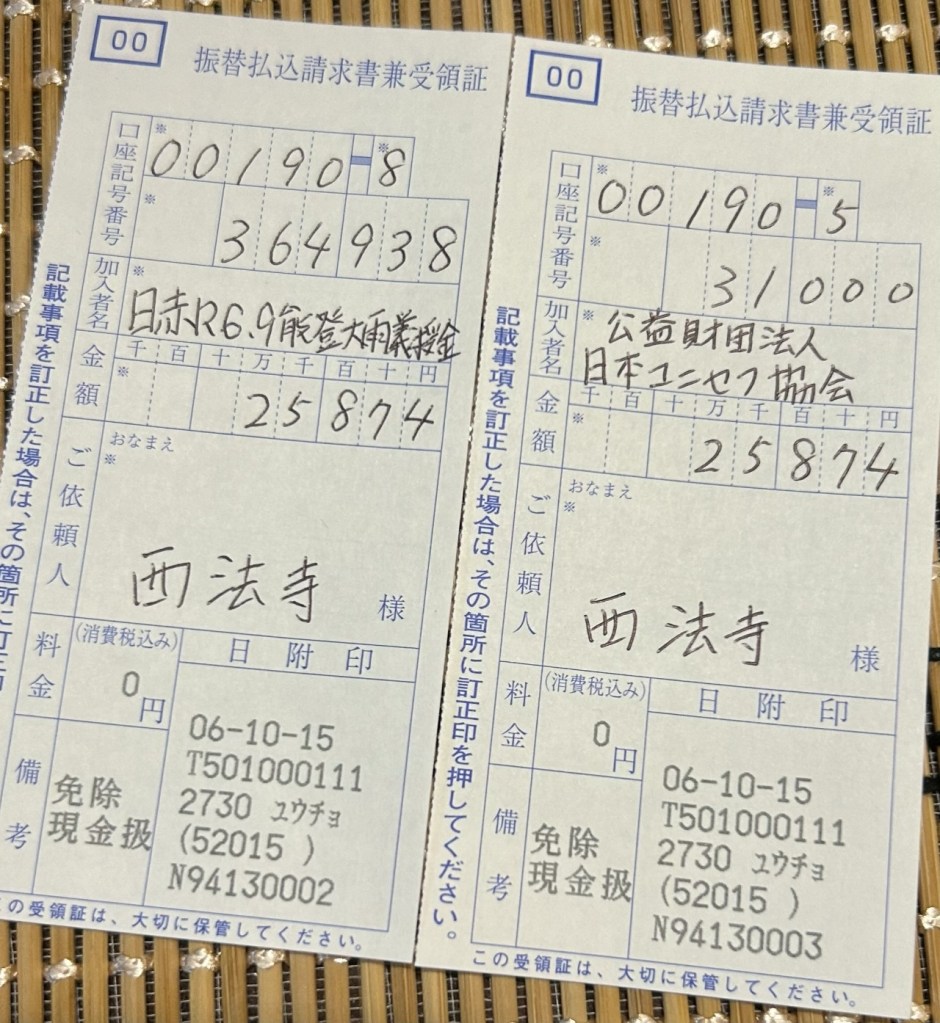 00
振替払込請求書兼受領証
口座記号番号
※
00190-8
※
※
364938
加入者名
※
日赤R6.9能登大雨義援金
金額
千百十万千百十円
※
25874
ご依頼人
おなまえ
※
西法寺 様
料金
(消費税込み)
0円
日附印
06-10-15
T501000111
2730 ユウチョ
(52015 )
N94130002
備考
免除
現金扱
記載事項を訂正した場合は、その箇所に訂正印
この受領証は、大切に保管してください。
00
振替払込請求書兼受領証
口座記号番号
※
00190-5
※
※
31000
加入者名
※
公益財団法人
日本ユニセフ協会
金額
千百十万千百十円
※
25874
ご依頼人
おなまえ
※
西法寺 様
料金
(消費税込み)
0円
日附印
06-10-15
T501000111
2730 ユウチョ
(52015 )
N94130003
備考
免除
現金扱
記載事項を訂正した場合は、その箇所に訂正印を押してください。
この受領証は、大切に保管してください。